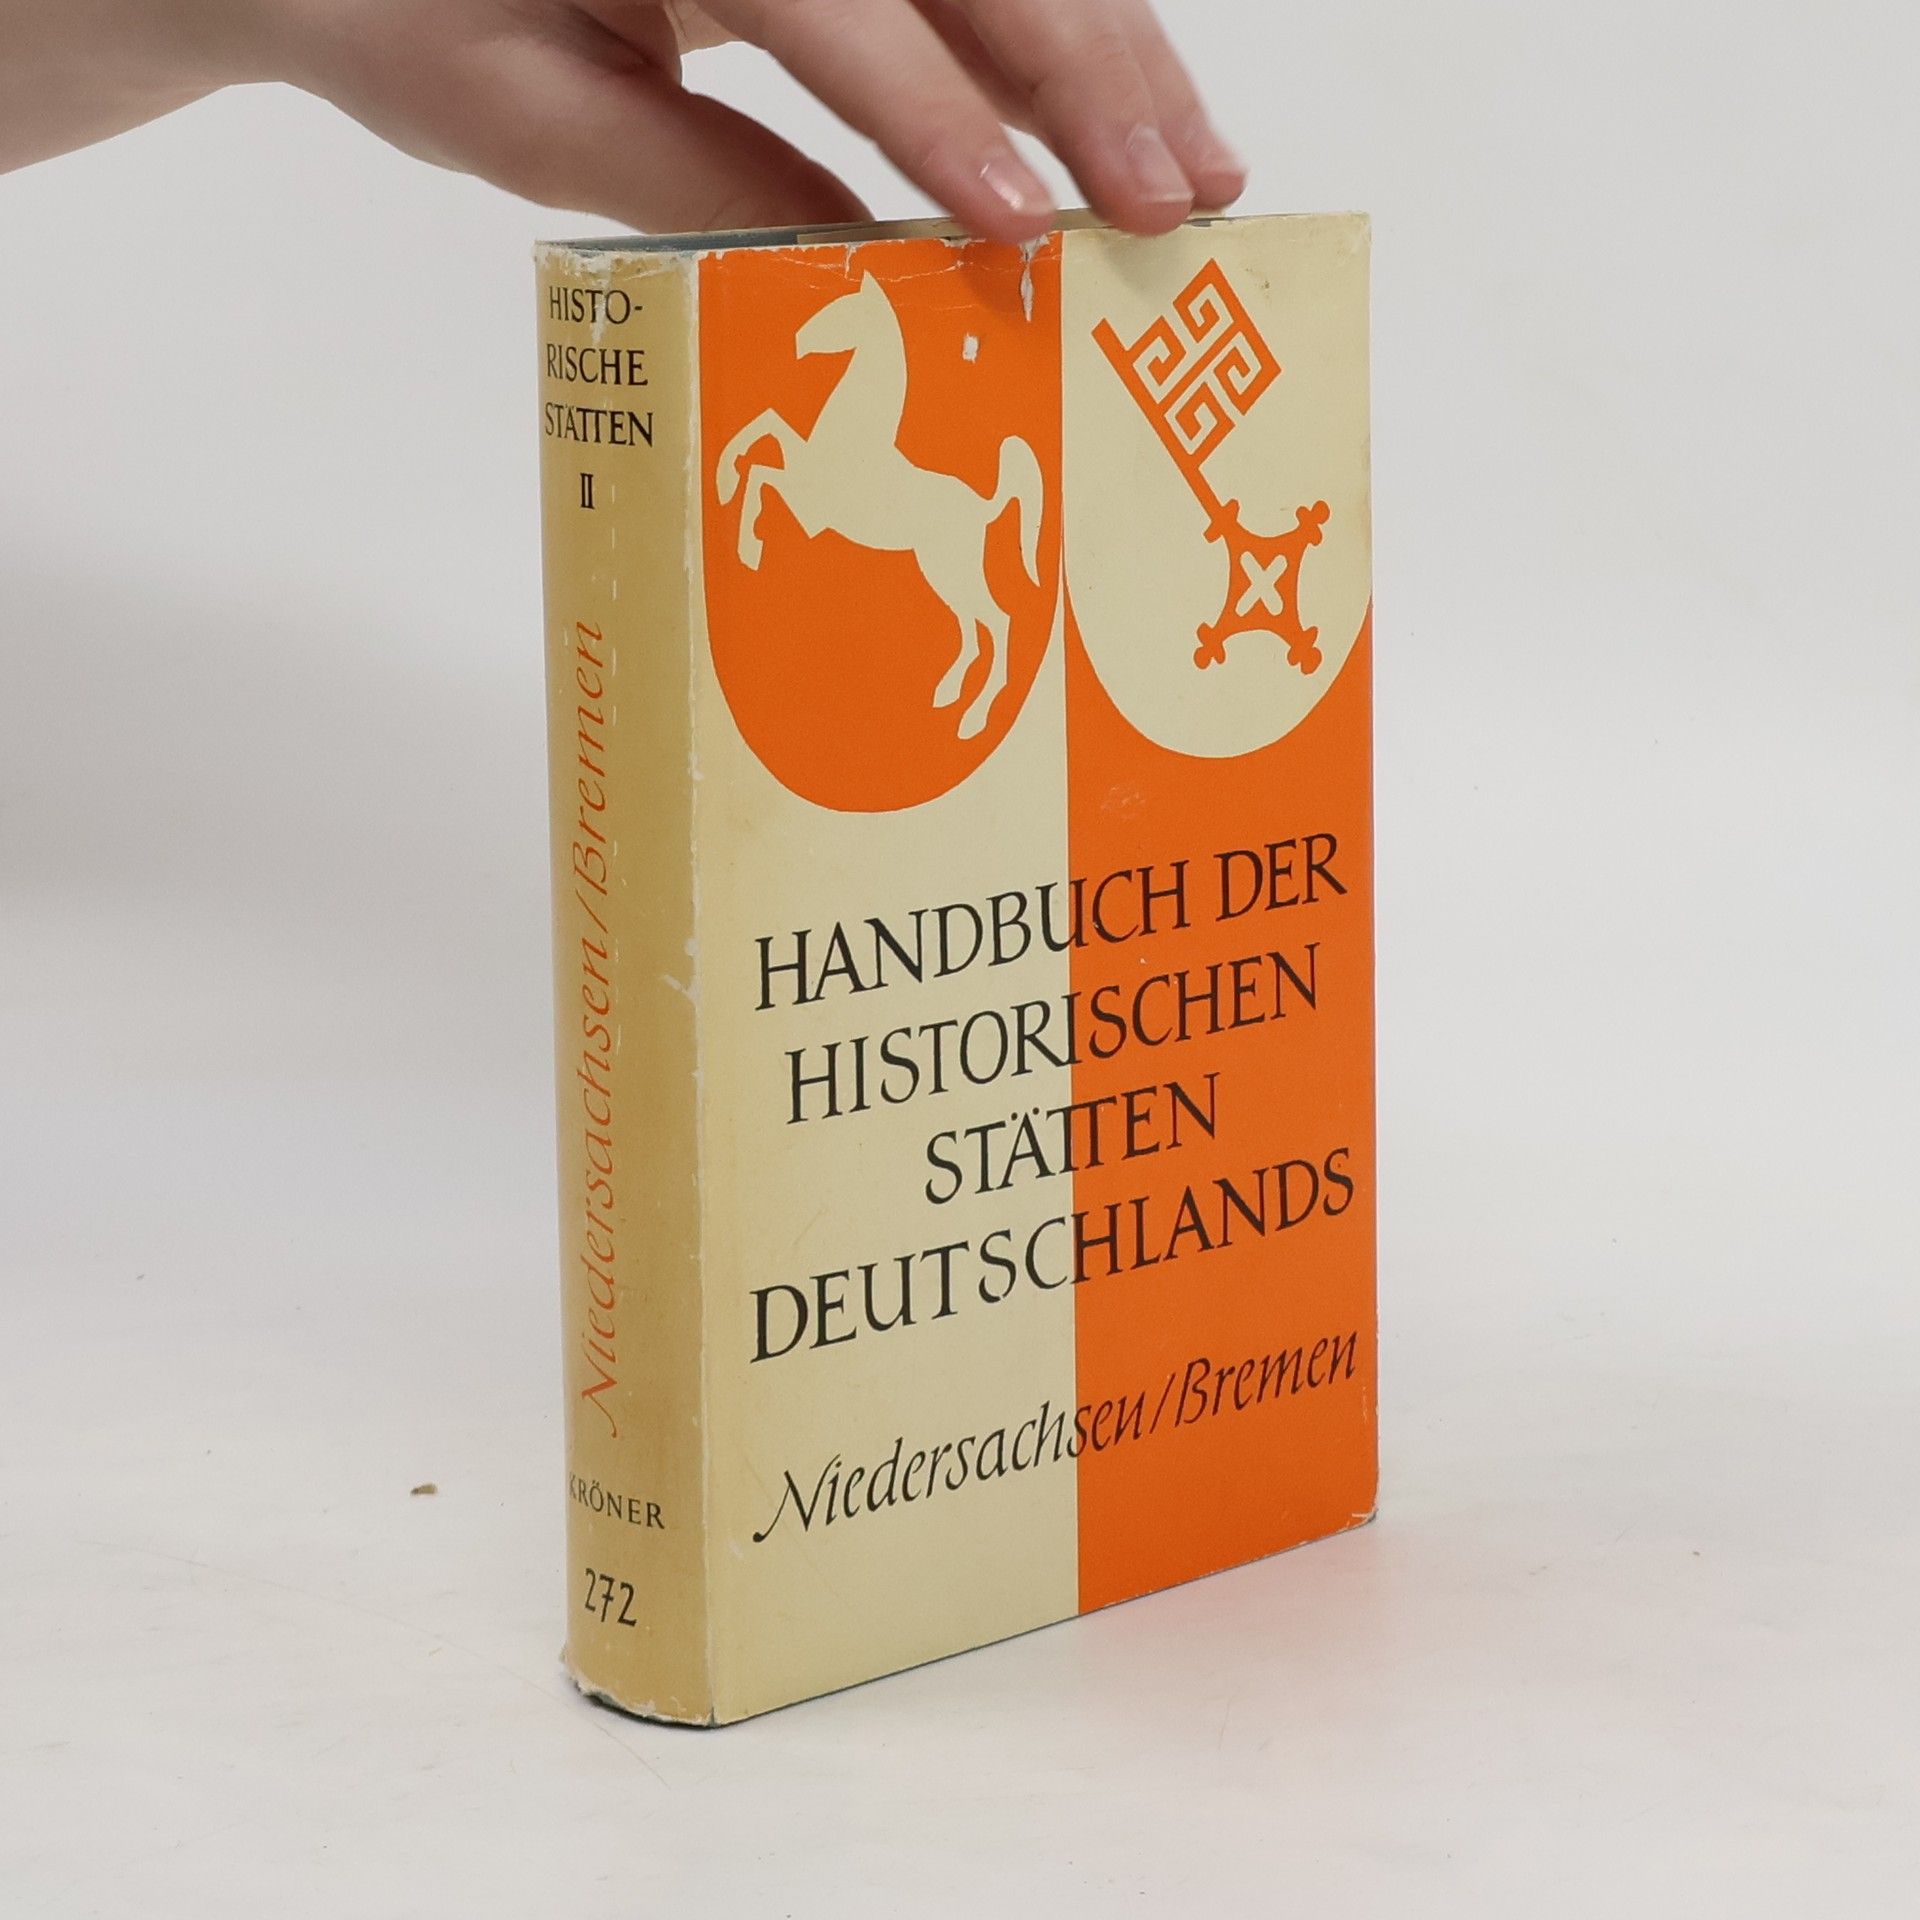 HISTO-
RISCHE
STÄTTEN
II
Niedersachsen/Bremen
KRÖNER
272
HANDBUCH DER
HISTORISCHEN
STÄTTEN
DEUTSCHLANDS
Niedersachsen/Bremen